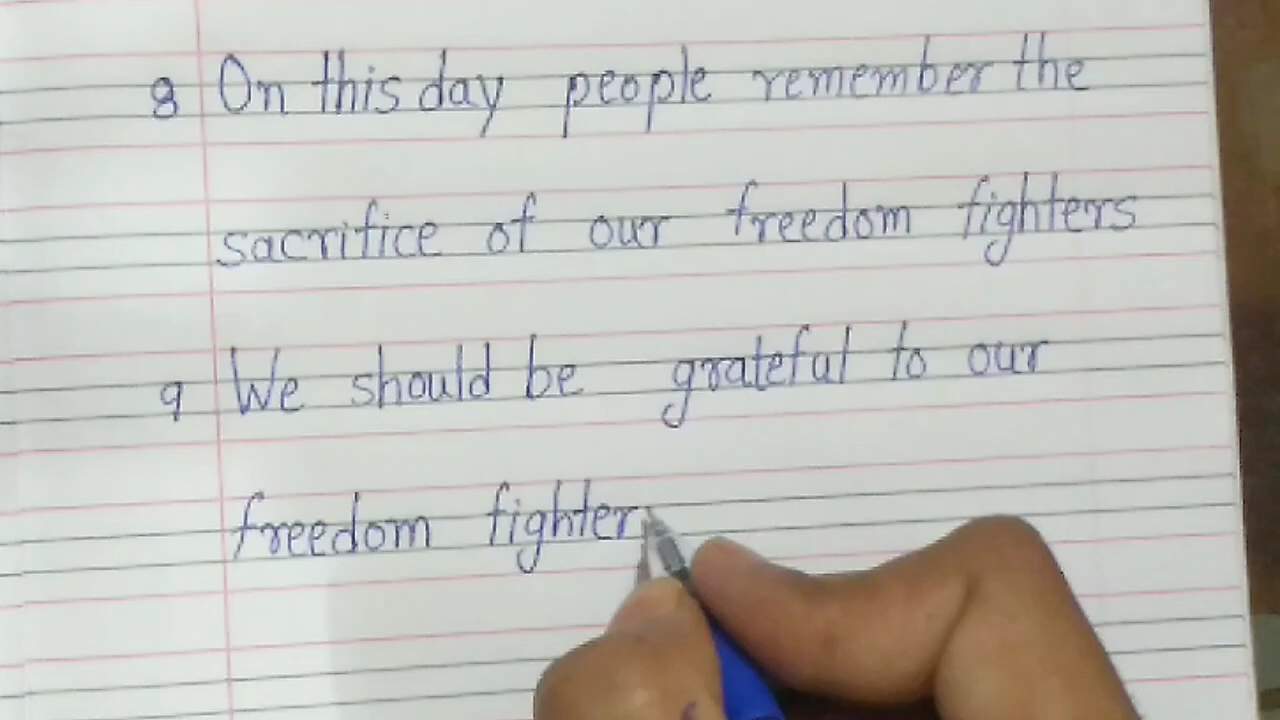 8 On this day people remember the
sacrifice of our freedom fighters
9 We should be grateful to our
freedom fighter